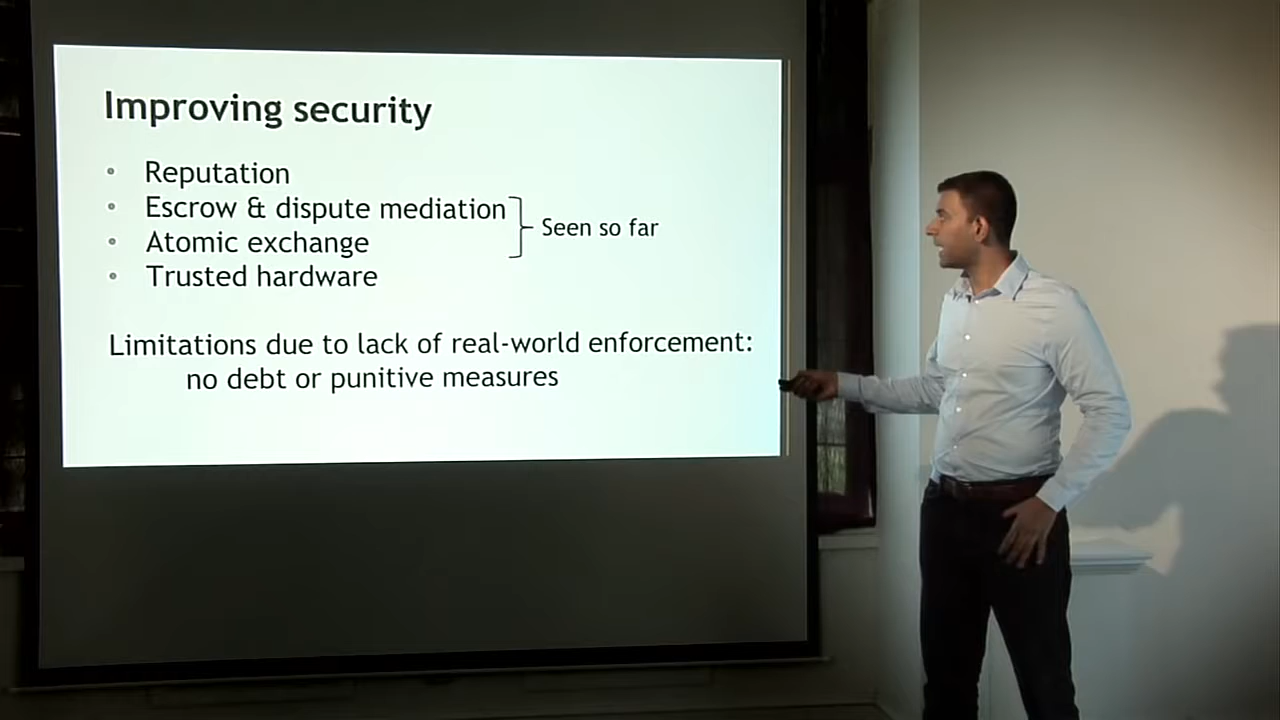 Improving security
• Reputation
• Escrow & dispute mediation
Seen so far
• Atomic exchange
• Trusted hardware
Limitations due to lack of real-world enforcement:
no debt or punitive measures